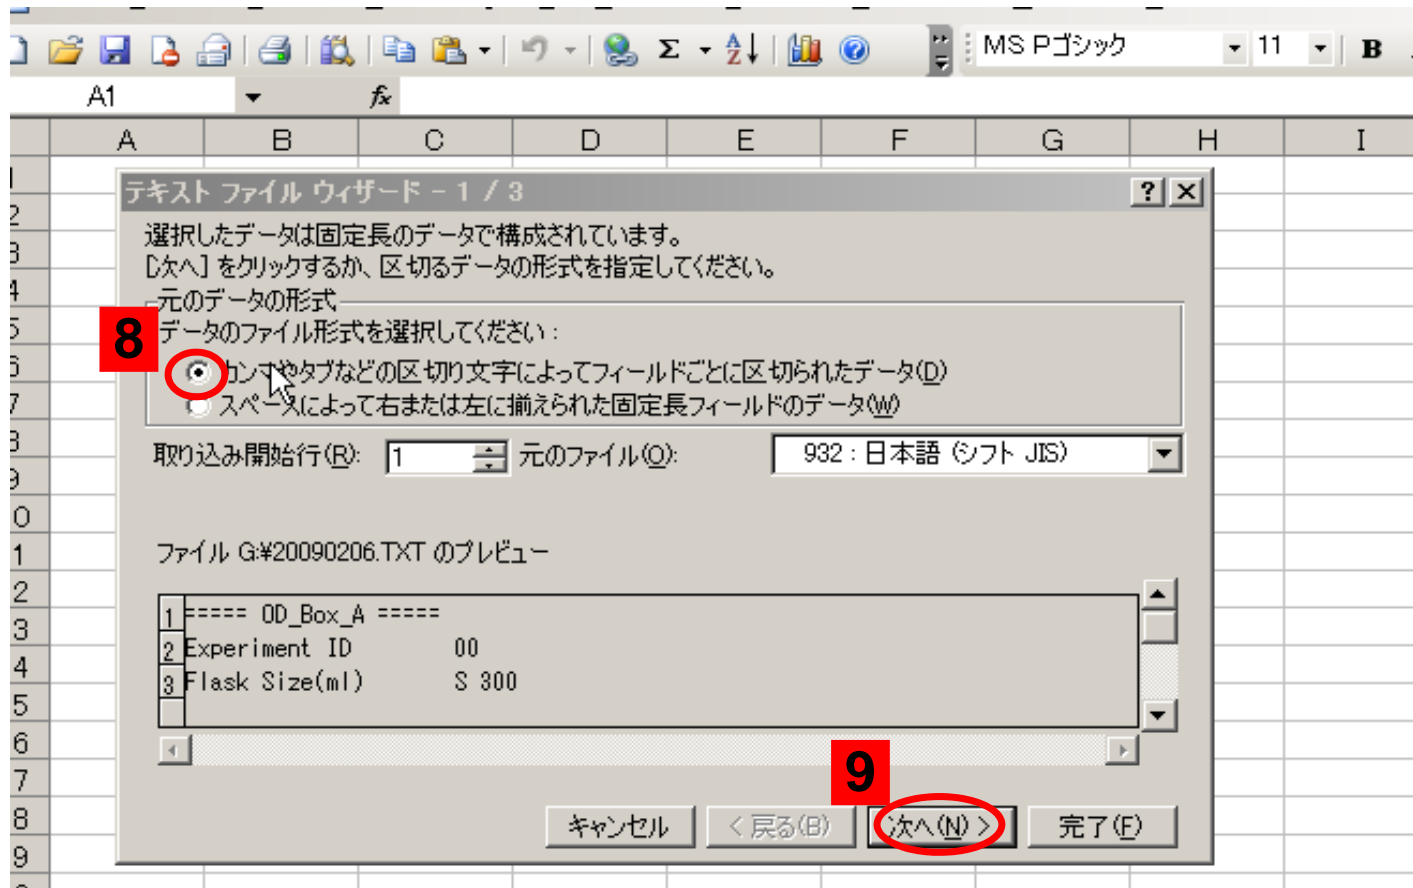 Σ MS Pゴシック 11 B
A1 fx
A B C D E F G H I
テキスト ファイル ウィザード - 1 / 3 ? ×
選択したデータは固定長のデータで構成されています。
[次へ] をクリックするか、区切るデータの形式を指定してください。
元のデータの形式
8
データのファイル形式を選択してください:
カンマやタブなどの区切り文字によってフィールドごとに区切られたデータ(D)
スペースによって右または左に揃えられた固定長フィールドのデータ(W)
取り込み開始行(R): 1 元のファイル(O): 932 : 日本語 (シフト JIS)
ファイル G:¥20090206.TXT のプレビュー
1 ===== OD_Box_A =====
2 Experiment ID 00
3 Flask Size(ml) S 300
9
キャンセル < 戻る(B) 次へ(N) > 完了(F)